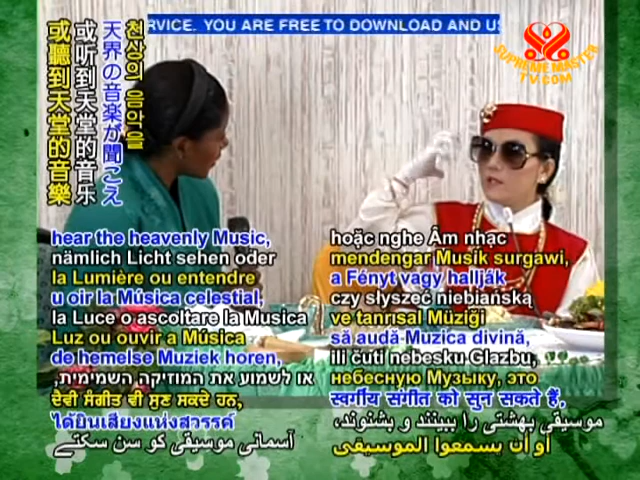 RVICE. YOU ARE FREE TO DOWNLOAD AND US
SUPREME MASTER
TV.COM
천상의 음악을
天界の音楽が聞こえ
或听到天堂的音乐
或聽到天堂的音樂
hear the heavenly Music,
nämlich Licht sehen oder
la Lumière ou entendre
u oir la Música celestial,
la Luce o ascoltare la Musica
Luz ou ouvir a Música
de hemelse Muziek horen,
או לשמוע את המוזיקה השמימית,
ਦੈਵੀ ਸੰਗੀਤ ਵੀ ਸੁਣ ਸਕਦੇ ਹਨ,
ได้ยินเสียงแห่งสวรรค์
آسمانی موسیقی کو سن سکتے
hoặc nghe Âm nhạc
mendengar Musik surgawi,
a Fényt vagy hallják
czy słyszeć niebiańską
ve tanrısal Müziği
să audă Muzica divină,
ili čuti nebesku Glazbu,
небесную Музыку, это
स्वर्गीय संगीत को सुन सकते हैं,
موسیقی بهشتی را ببینند و بشنوند،
أو أن يسمعوا الموسيقى